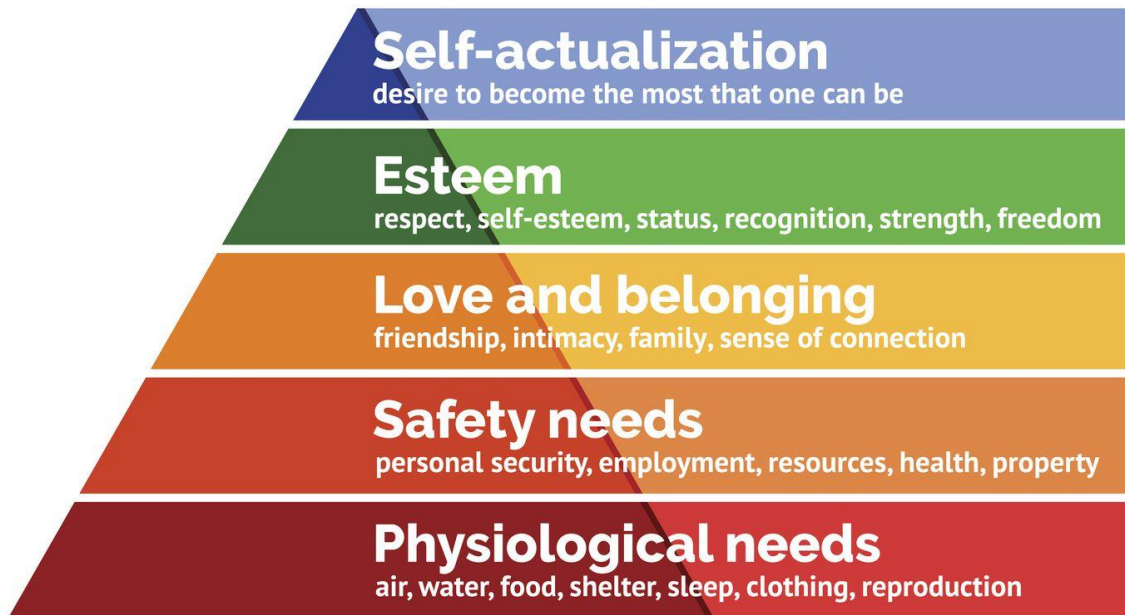 Self-actualization
desire to become the most that one can be
Esteem
respect, self-esteem, status, recognition, strength, freedom
Love and belonging
friendship, intimacy, family, sense of connection
Safety needs
personal security, employment, resources, health, property
Physiological needs
air, water, food, shelter, sleep, clothing, reproduction